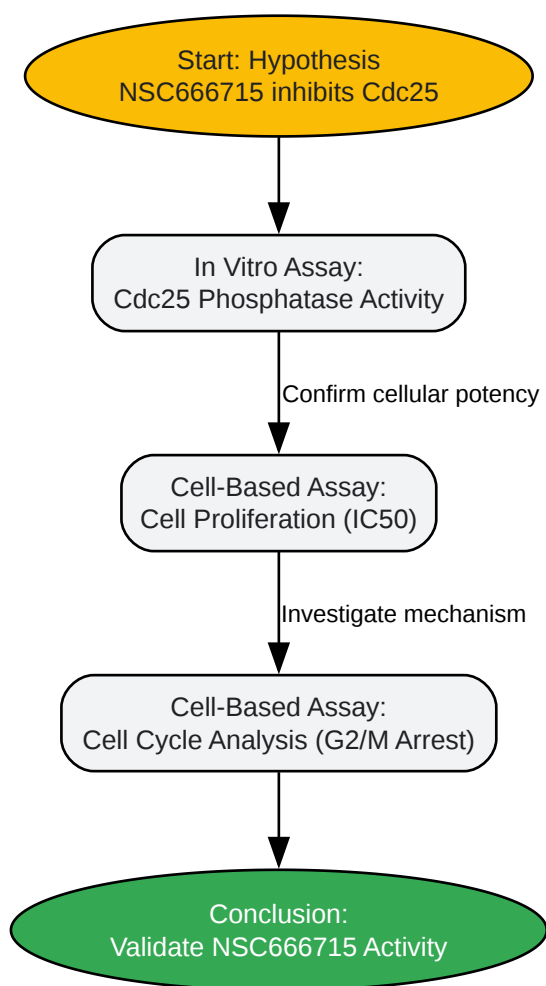 Start: Hypothesis
NSC666715 inhibits Cdc25
In Vitro Assay:
Cdc25 Phosphatase Activity
Confirm cellular potency
Cell-Based Assay:
Cell Proliferation (IC50)
Investigate mechanism
Cell-Based Assay:
Cell Cycle Analysis (G2/M Arrest)
Conclusion:
Validate NSC666715 Activity